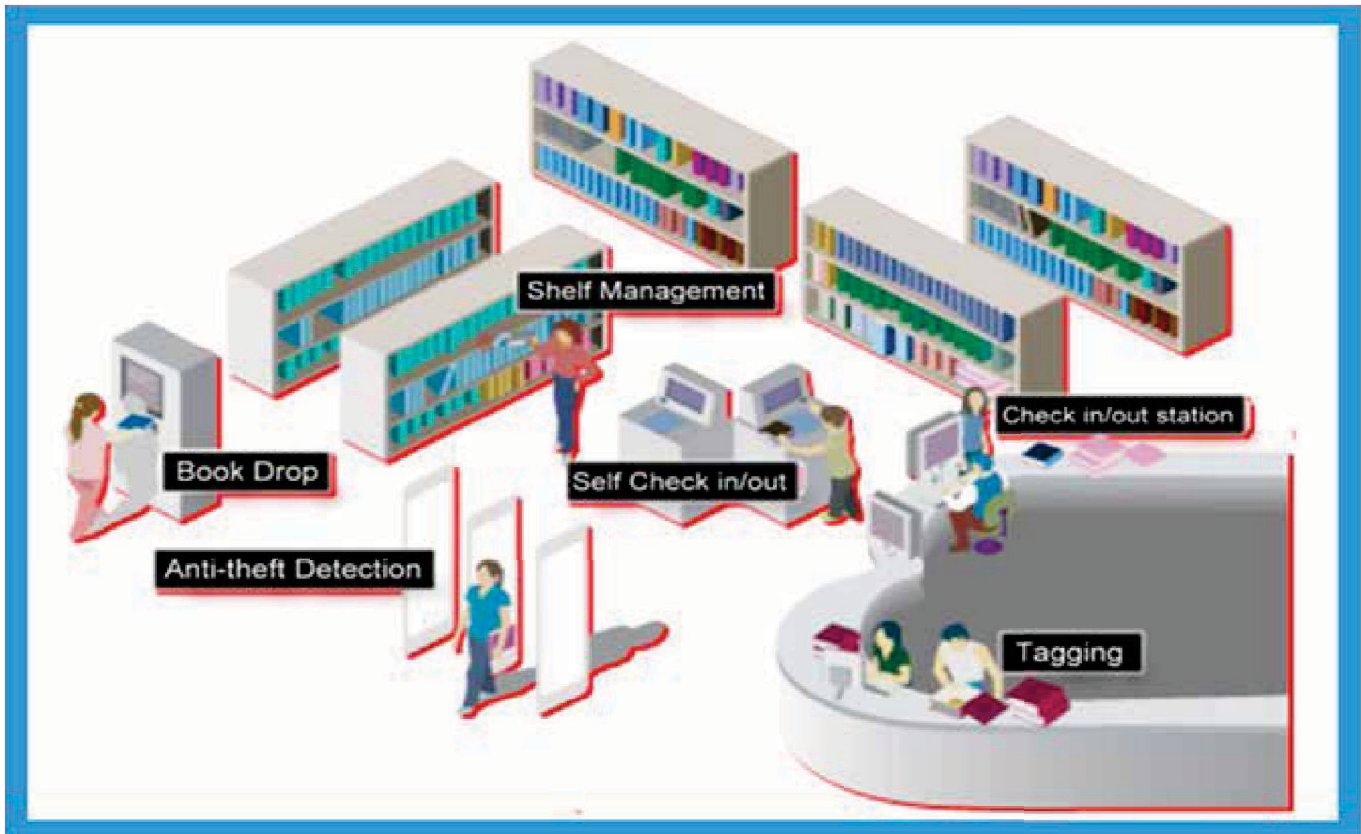 Shelf Management
Check in/out station
Book Drop
Self Check in/out
Anti-theft Detection
Tagging